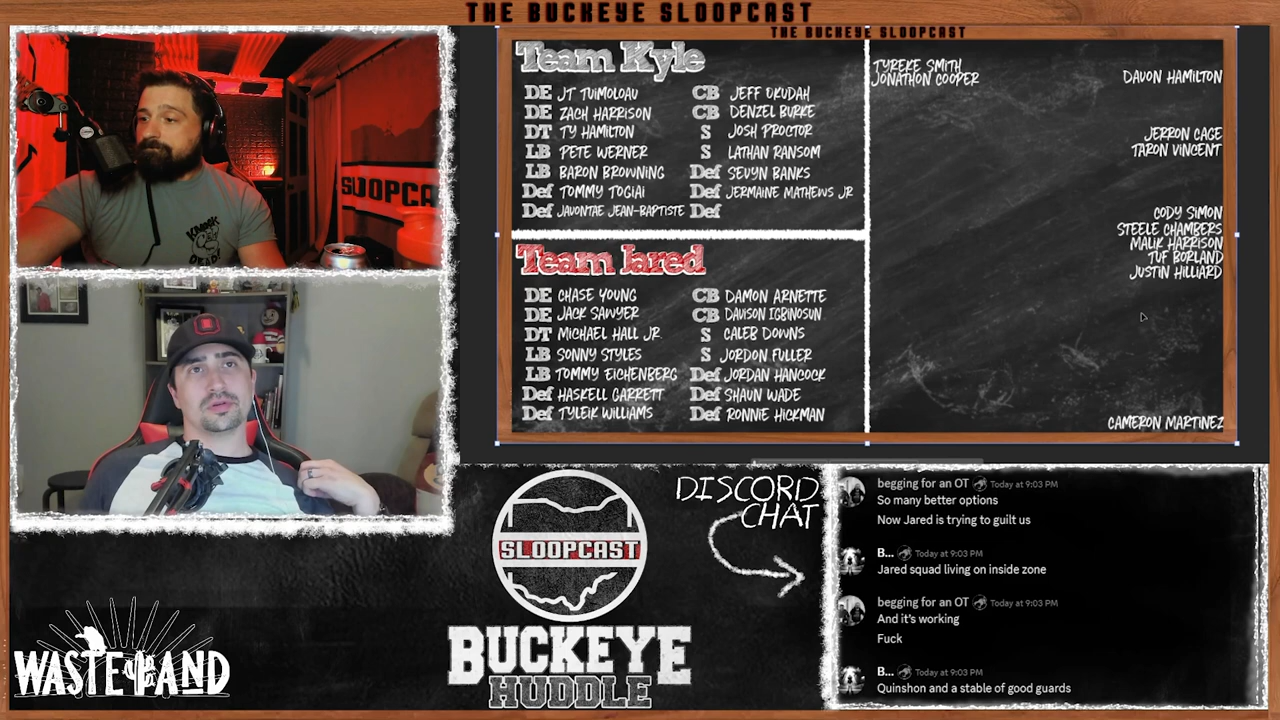 THE BUCKEYE SLOOPCAST
THE BUCKEYE SLOOPCAST
SLOOPCA
KNOCK
DEAD
Team Kyle
DE JT TUIMOLOAU
DE ZACH HARRISON
DT TY HAMILTON
LB PETE WERNER
LB BARON BROWNING
Def TOMMY TOGIAI
Def JAVONTAE JEAN-BAPTISTE
CB JEFF OKUDAH
CB DENZEL BURKE
S JOSH PROCTOR
S LATHAN RANSOM
Def SEVYN BANKS
Def JERMAINE MATHEWS JR
Def
Team Jared
DE CHASE YOUNG
DE JACK SAWYER
DT MICHAEL HALL JR
LB SONNY STYLES
LB TOMMY EICHENBERG
Def HASKELL GARRETT
Def TYLEIK WILLIAMS
CB DAMON ARNETTE
CB DAVISON IGBINOSUN
S CALEB DOWNS
S JORDON FULLER
Def JORDAN HANCOCK
Def SHAUN WADE
Def RONNIE HICKMAN
TYREKE SMITH
JONATHON COOPER
DAVON HAMILTON
JERRON CAGE
TARON VINCENT
CODY SIMON
STEELE CHAMBERS
MALIK HARRISON
TUF BORLAND
JUSTIN HILLIARD
CAMERON MARTINEZ
WASTELAND
SLOOPCAST
BUCKEYE
HUDDLE
DISCORD
CHAT
begging for an OT Today at 9:03 PM
So many better options
Now Jared is trying to guilt us
B... Today at 9:03 PM
Jared squad living on inside zone
begging for an OT Today at 9:03 PM
And it's working
Fuck
B... Today at 9:03 PM
Quinshon and a stable of good guards